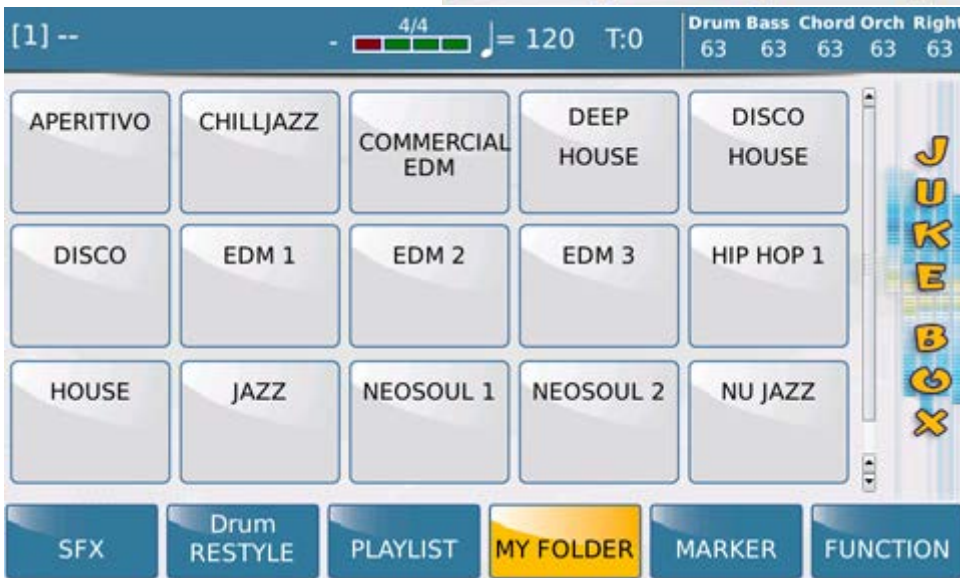 [1] --
- 4/4 = 120 T:0
Drum Bass Chord Orch Right
63 63 63 63 63
APERITIVO
CHILLJAZZ
COMMERCIAL
EDM
DEEP
HOUSE
DISCO
HOUSE
DISCO
EDM 1
EDM 2
EDM 3
HIP HOP 1
HOUSE
JAZZ
NEOSOUL 1
NEOSOUL 2
NU JAZZ
JUKE BOX
SFX
Drum
RESTYLE
PLAYLIST
MY FOLDER
MARKER
FUNCTION